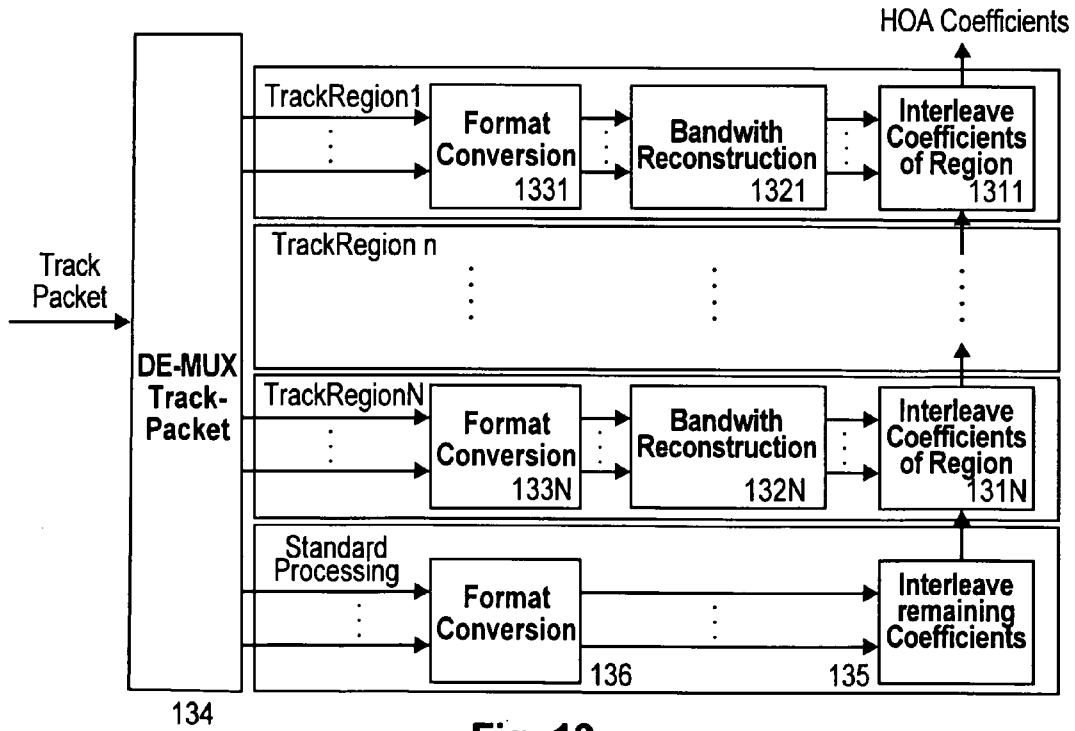 HOA Coefficients
TrackRegion1
Format
Conversion
1331
Bandwith
Reconstruction
1321
Interleave
Coefficients
of Region
1311
TrackRegion n
Track
Packet
DE-MUX
Track-
Packet
TrackRegionN
Format
Conversion
133N
Bandwith
Reconstruction
132N
Interleave
Coefficients
of Region
131N
Standard
Processing
Format
Conversion
136
Interleave
remaining
Coefficients
135
134